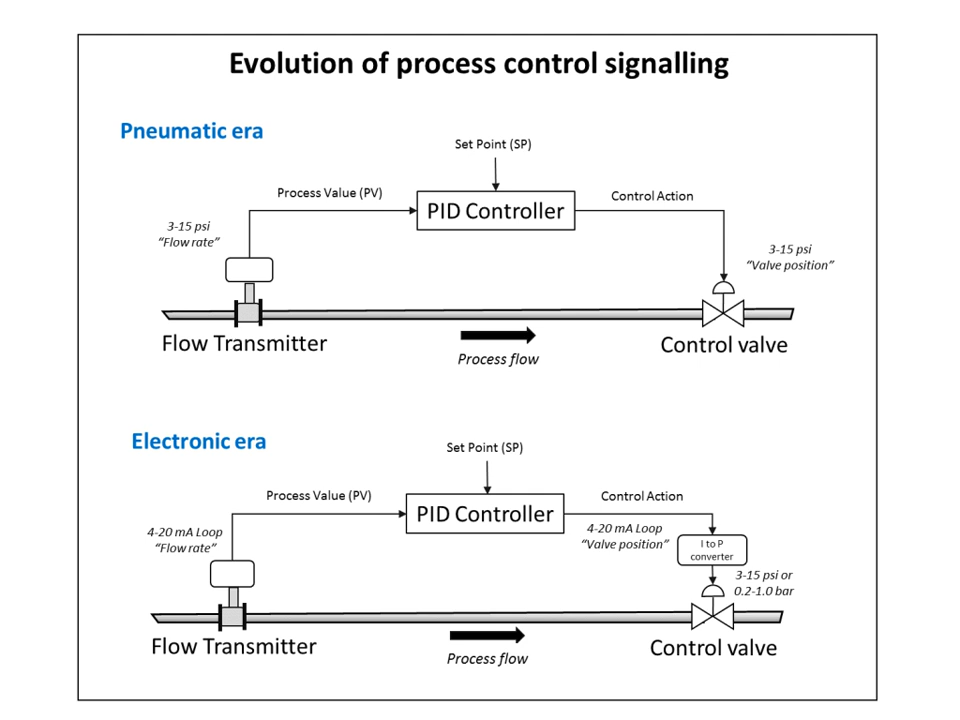 Evolution of process control signalling
Pneumatic era
Set Point (SP)
Process Value (PV)
PID Controller
Control Action
3-15 psi
“Flow rate”
3-15 psi
“Valve position”
Flow Transmitter
Process flow
Control valve
Electronic era
Set Point (SP)
Process Value (PV)
PID Controller
Control Action
4-20 mA Loop
“Flow rate”
4-20 mA Loop
“Valve position”
I to P
converter
3-15 psi or
0.2-1.0 bar
Flow Transmitter
Process flow
Control valve